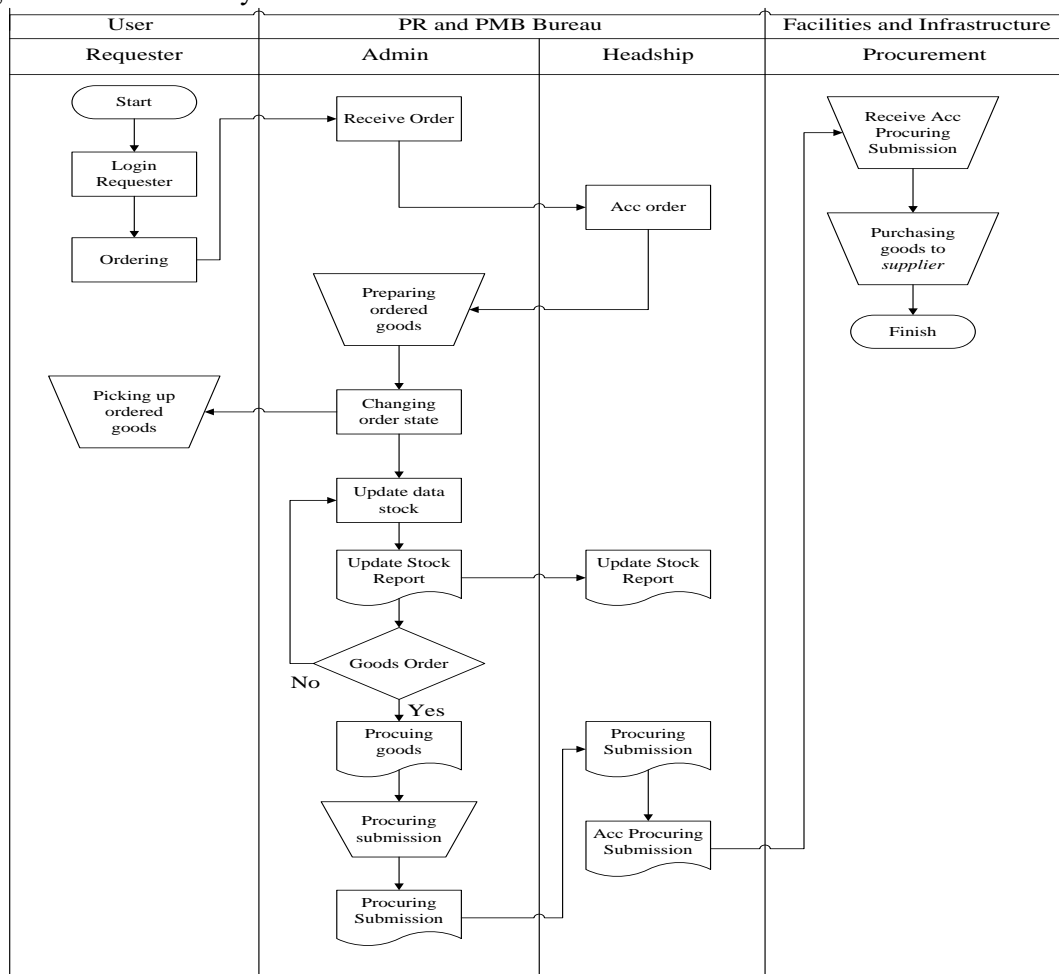 User
PR and PMB Bureau
Facilities and Infrastructure
Requester
Admin
Headship
Procurement
Start
Login
Requester
Ordering
Receive Order
Acc order
Preparing
ordered
goods
Changing
order state
Picking up
ordered
goods
Update data
stock
Update Stock
Report
Update Stock
Report
Goods Order
No
Yes
Procuing
goods
Procuring
submission
Procuring
Submission
Procuring
Submission
Acc Procuring
Submission
Receive Acc
Procuring
Submission
Purchasing
goods to
supplier
Finish